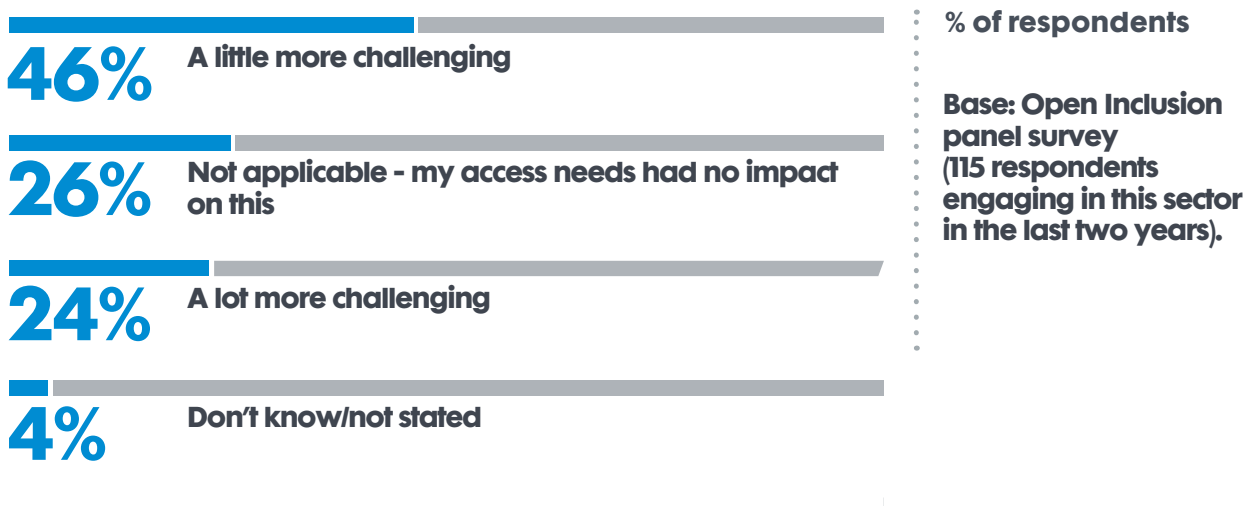 46%
A little more challenging
26%
Not applicable - my access needs had no impact
on this
24%
A lot more challenging
4%
Don't know/not stated
% of respondents
Base: Open Inclusion
panel survey
(115 respondents
engaging in this sector
in the last two years).